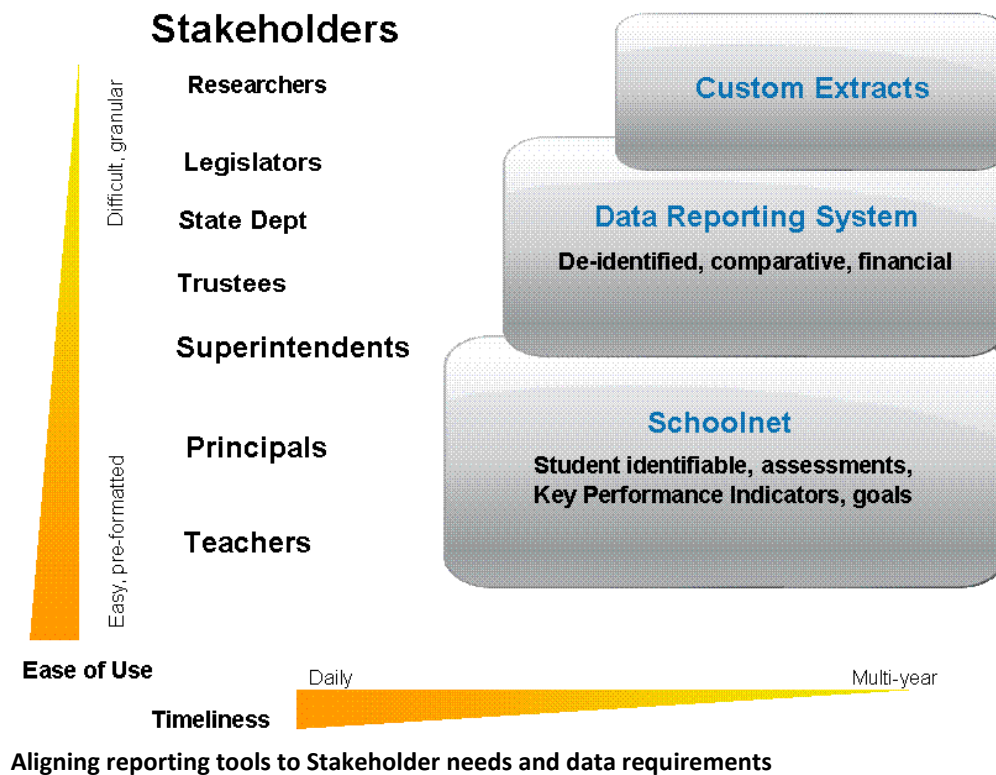 Stakeholders
Difficult, granular
Easy, pre-formatted
Researchers
Legislators
State Dept
Trustees
Superintendents
Principals
Teachers
Custom Extracts
Data Reporting System
De-identified, comparative, financial
Schoolnet
Student identifiable, assessments,
Key Performance Indicators, goals
Ease of Use
Daily
Multi-year
Timeliness
Aligning reporting tools to Stakeholder needs and data requirements